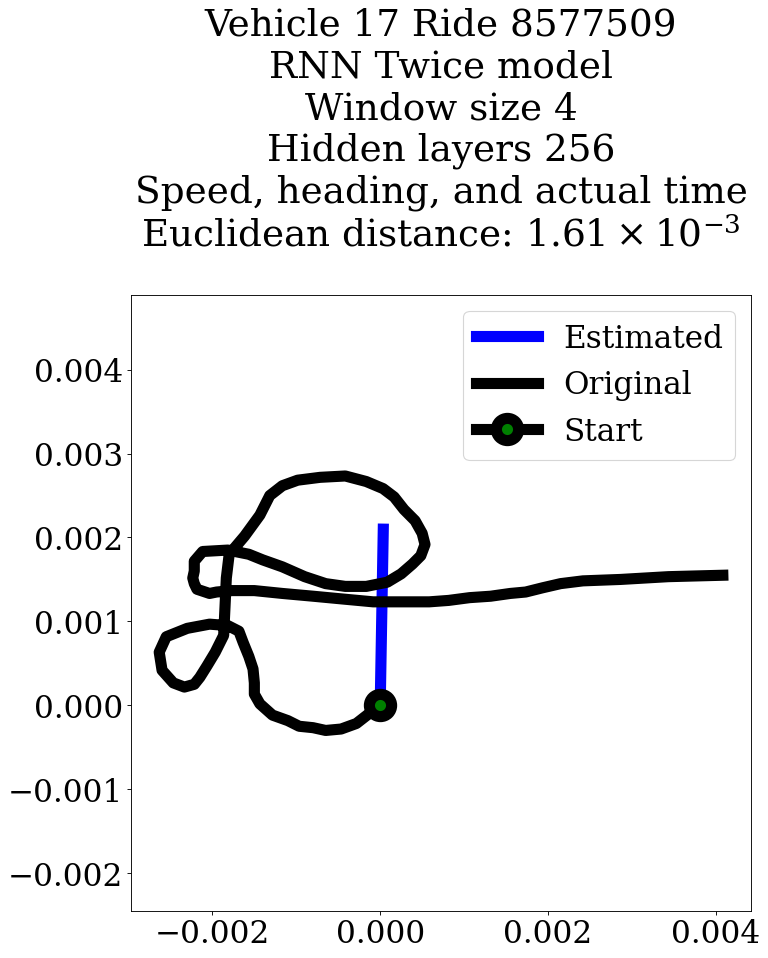 Vehicle 17 Ride 8577509
RNN Twice model
Window size 4
Hidden layers 256
Speed, heading, and actual time
Euclidean distance: 1.61 × 10⁻³
Estimated
Original
Start
0.004
0.003
0.002
0.001
0.000
−0.001
−0.002
−0.002 0.000 0.002 0.004